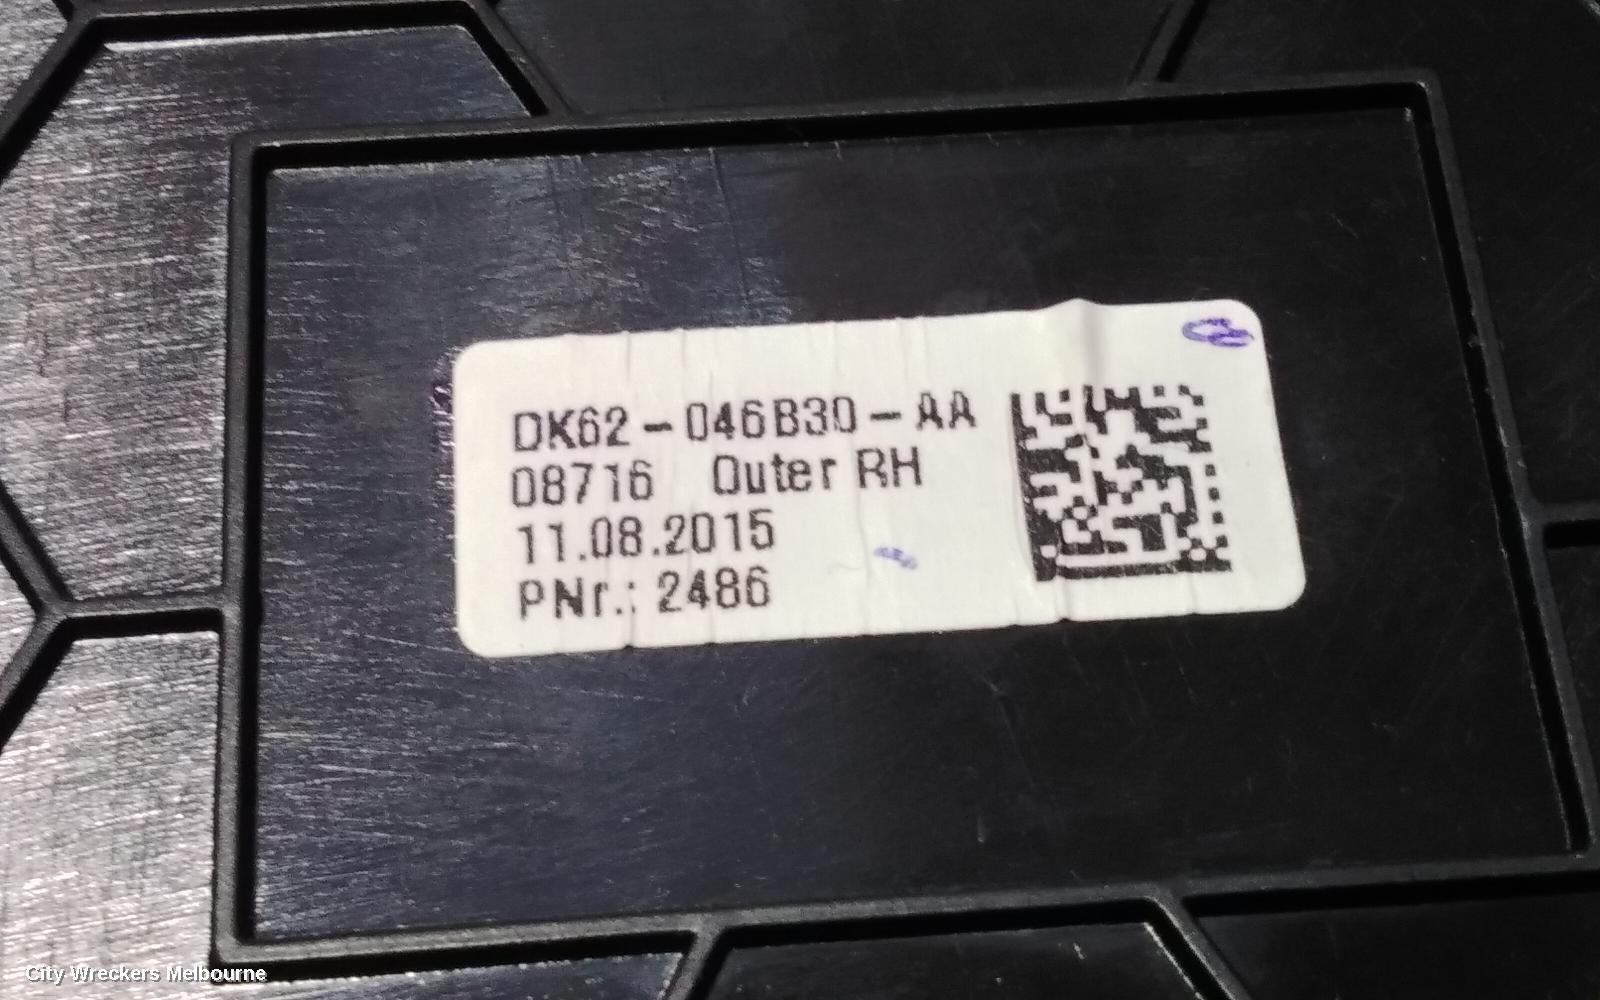 DK62-046B30-AA
08716 Outer RH
11.08.2015
PNr.: 2486
City Wreckers Melbourne